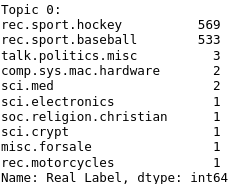 Topic 0:
rec.sport.hockey 569
rec.sport.baseball 533
talk.politics.misc 3
comp.sys.mac.hardware 2
sci.med 2
sci.electronics 1
soc.religion.christian 1
sci.crypt 1
misc.forsale 1
rec.motorcycles 1
Name: Real Label, dtype: int64